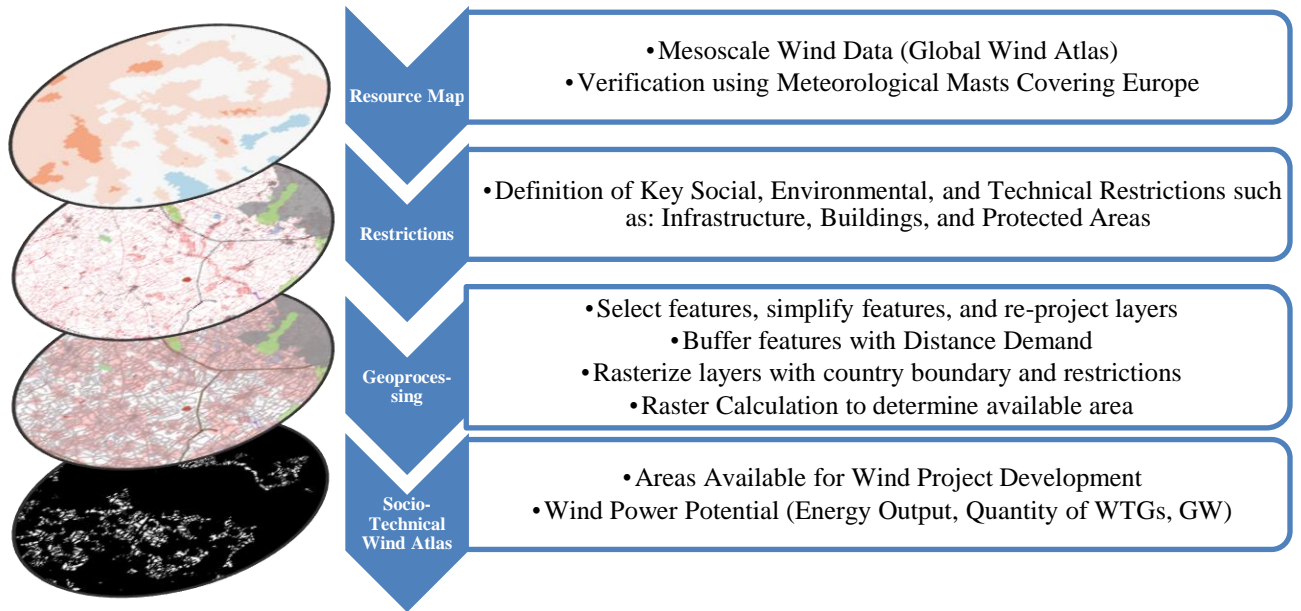 Resource Map
•Mesoscale Wind Data (Global Wind Atlas)
•Verification using Meteorological Masts Covering Europe
Restrictions
•Definition of Key Social, Environmental, and Technical Restrictions such
as: Infrastructure, Buildings, and Protected Areas
Geoproces-
sing
•Select features, simplify features, and re-project layers
•Buffer features with Distance Demand
•Rasterize layers with country boundary and restrictions
•Raster Calculation to determine available area
Socio-
Technical
Wind Atlas
•Areas Available for Wind Project Development
•Wind Power Potential (Energy Output, Quantity of WTGs, GW)